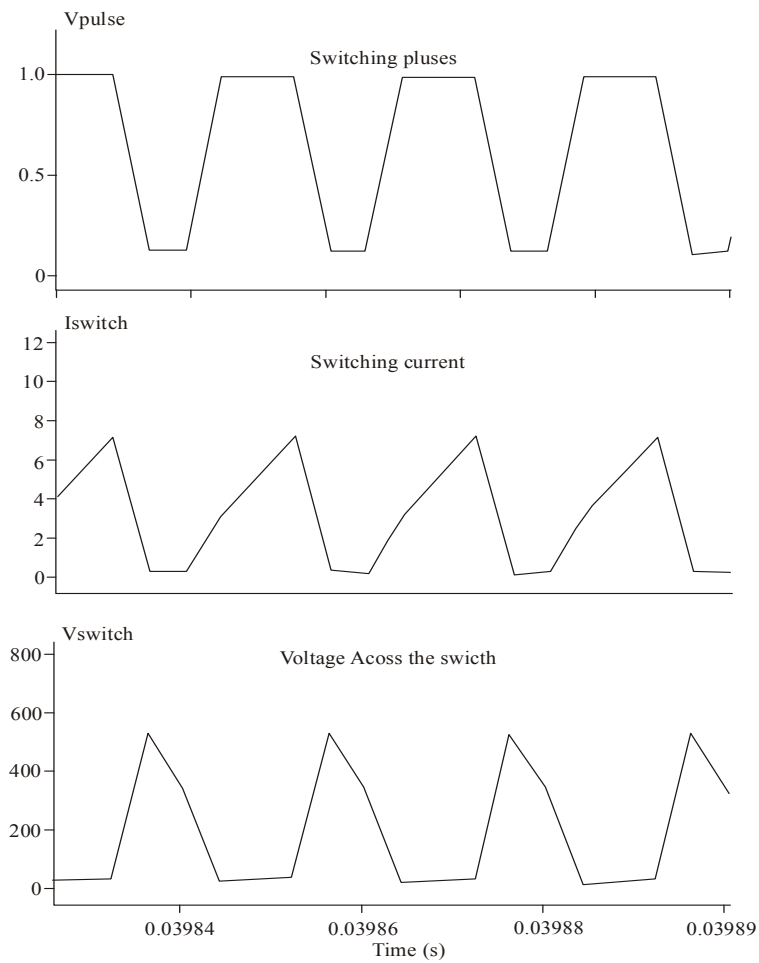 Vpulse
Switching pluses
1.0
0.5
0
Iswitch
Switching current
12
10
8
6
4
2
0
Vswitch
Voltage Acoss the swicth
800
600
400
200
0
0.03984 0.03986 0.03988 0.03989
Time (s)